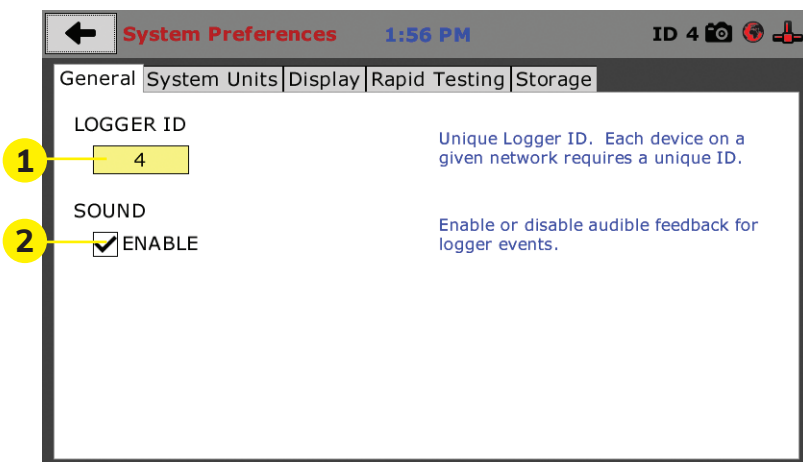 System Preferences 1:56 PM ID 4
General System Units Display Rapid Testing Storage
LOGGER ID
1
4
Unique Logger ID. Each device on a
given network requires a unique ID.
SOUND
2
ENABLE
Enable or disable audible feedback for
logger events.